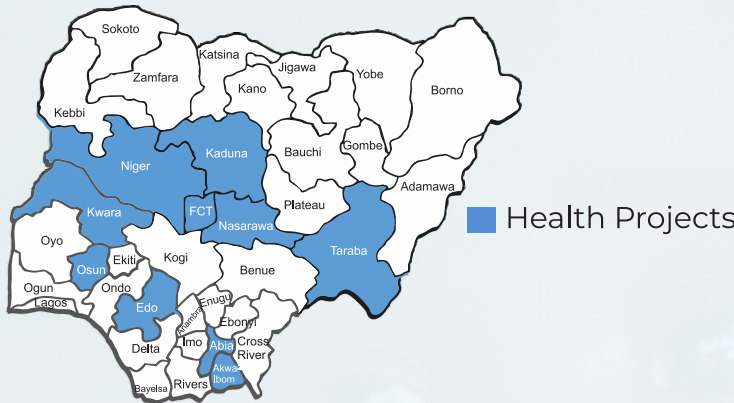 Sokoto
Katsina
Jigawa
Yobe
Zamfara
Kano
Borno
Kebbi
Niger
Kaduna
Bauchi
Gombe
Adamawa
Plateau
Kwara
FCT
Nasarawa
Health Projects
Oyo
Taraba
Osun
Ekiti
Kogi
Benue
Ogun
Ondo
Lagos
Edo
Anambra
Enugu
Ebonyi
Delta
Imo
Abia
Cross
River
Akwa
Ibom
Bayelsa
Rivers